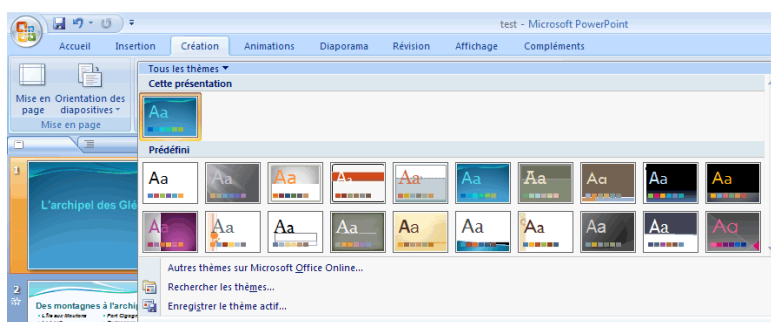 test - Microsoft PowerPoint
Accueil Insertion Création Animations Diaporama Révision Affichage Compléments
Mise en page
Orientation des diapositives
Mise en page
Tous les thèmes
Cette présentation
Aa
Prédéfini
Aa Aa Aa Aa Aa Aa Aa Aa Aa Aa
Aa Aa Aa Aa Aa Aa Aa Aa Aa Aa
Autres thèmes sur Microsoft Office Online...
Rechercher les thèmes...
Enregistrer le thème actif...
1
L'archipel des Glé
2
Des montagnes à l'archip